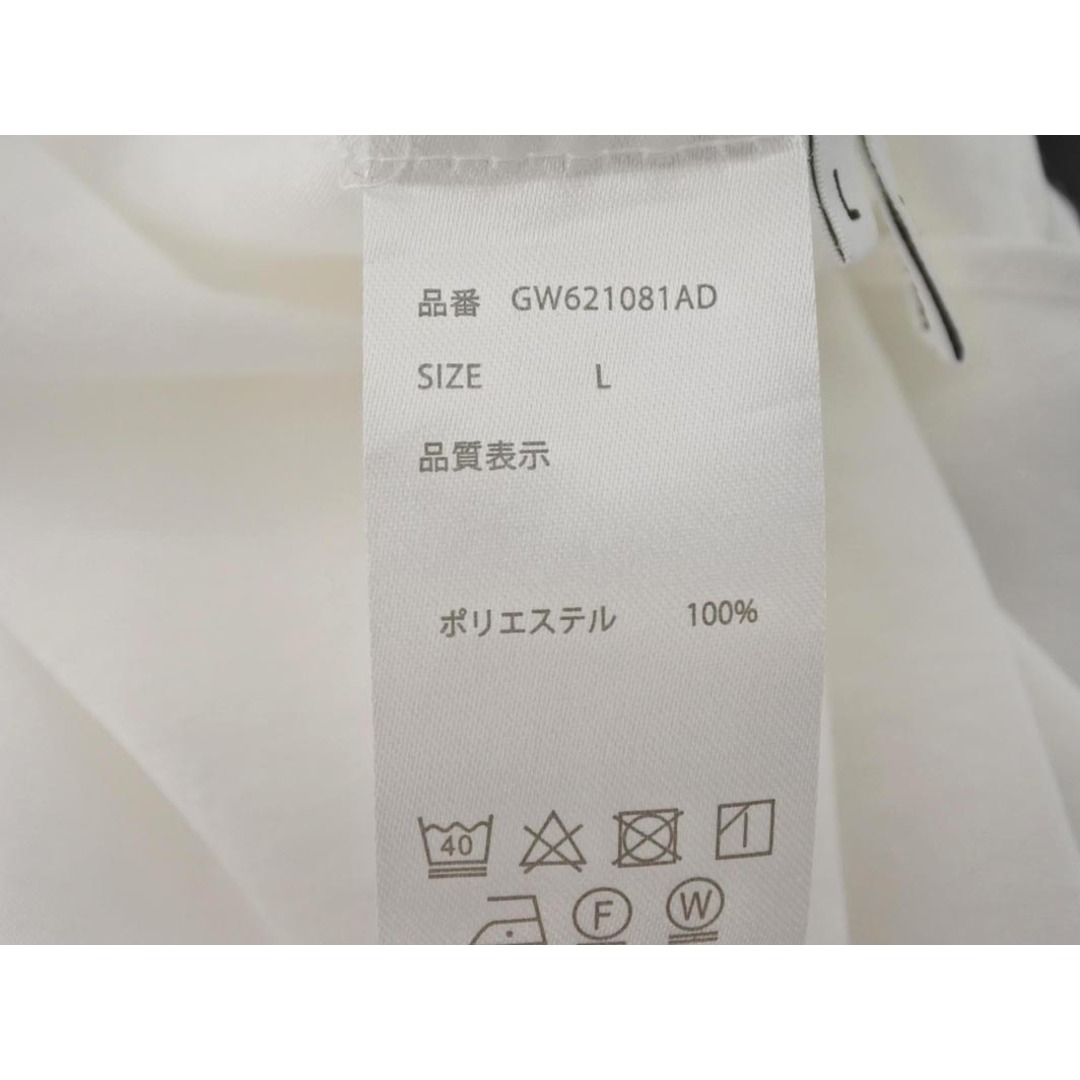 品番 GW621081AD
SIZE L
品質表示
ポリエステル 100%
40
F W